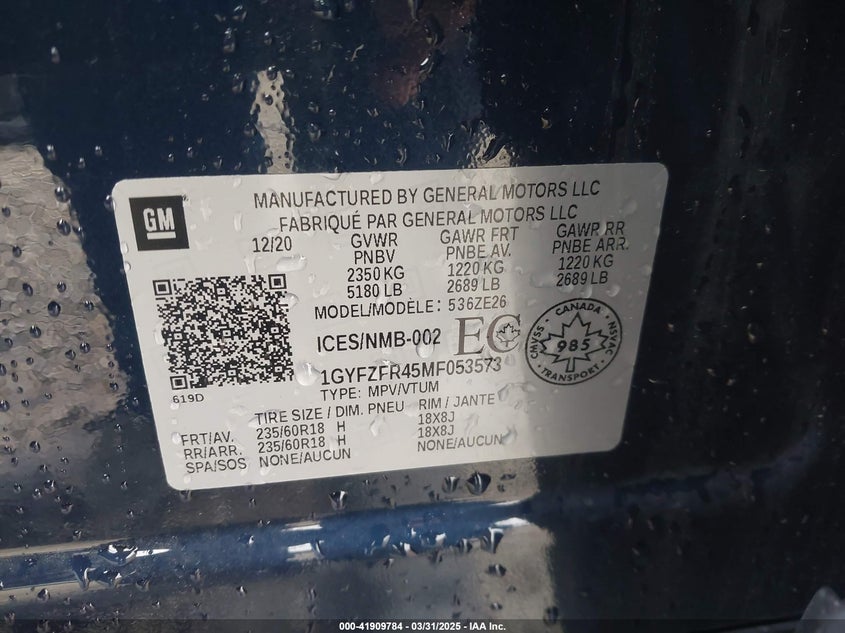 GM
MANUFACTURED BY GENERAL MOTORS LLC
FABRIQUÉ PAR GENERAL MOTORS LLC
12/20 GVWR GAWR FRT GAWR RR
PNBV PNBE AV. PNBE ARR.
2350 KG 1220 KG 1220 KG
5180 LB 2689 LB 2689 LB
MODEL/MODÈLE: 536ZE26
ICES/NMB-002 EC
CANADA
CMVSS 985 NSVAC
TRANSPORT
1GYFZFR45MF053573
619D
TYPE: MPV/VTUM
TIRE SIZE / DIM. PNEU RIM / JANTE
FRT/AV. 235/60R18 H 18X8J
RR/ARR. 235/60R18 H 18X8J
SPA/SOS NONE/AUCUN NONE/AUCUN
000-41909784 - 03/31/2025 - IAA Inc.